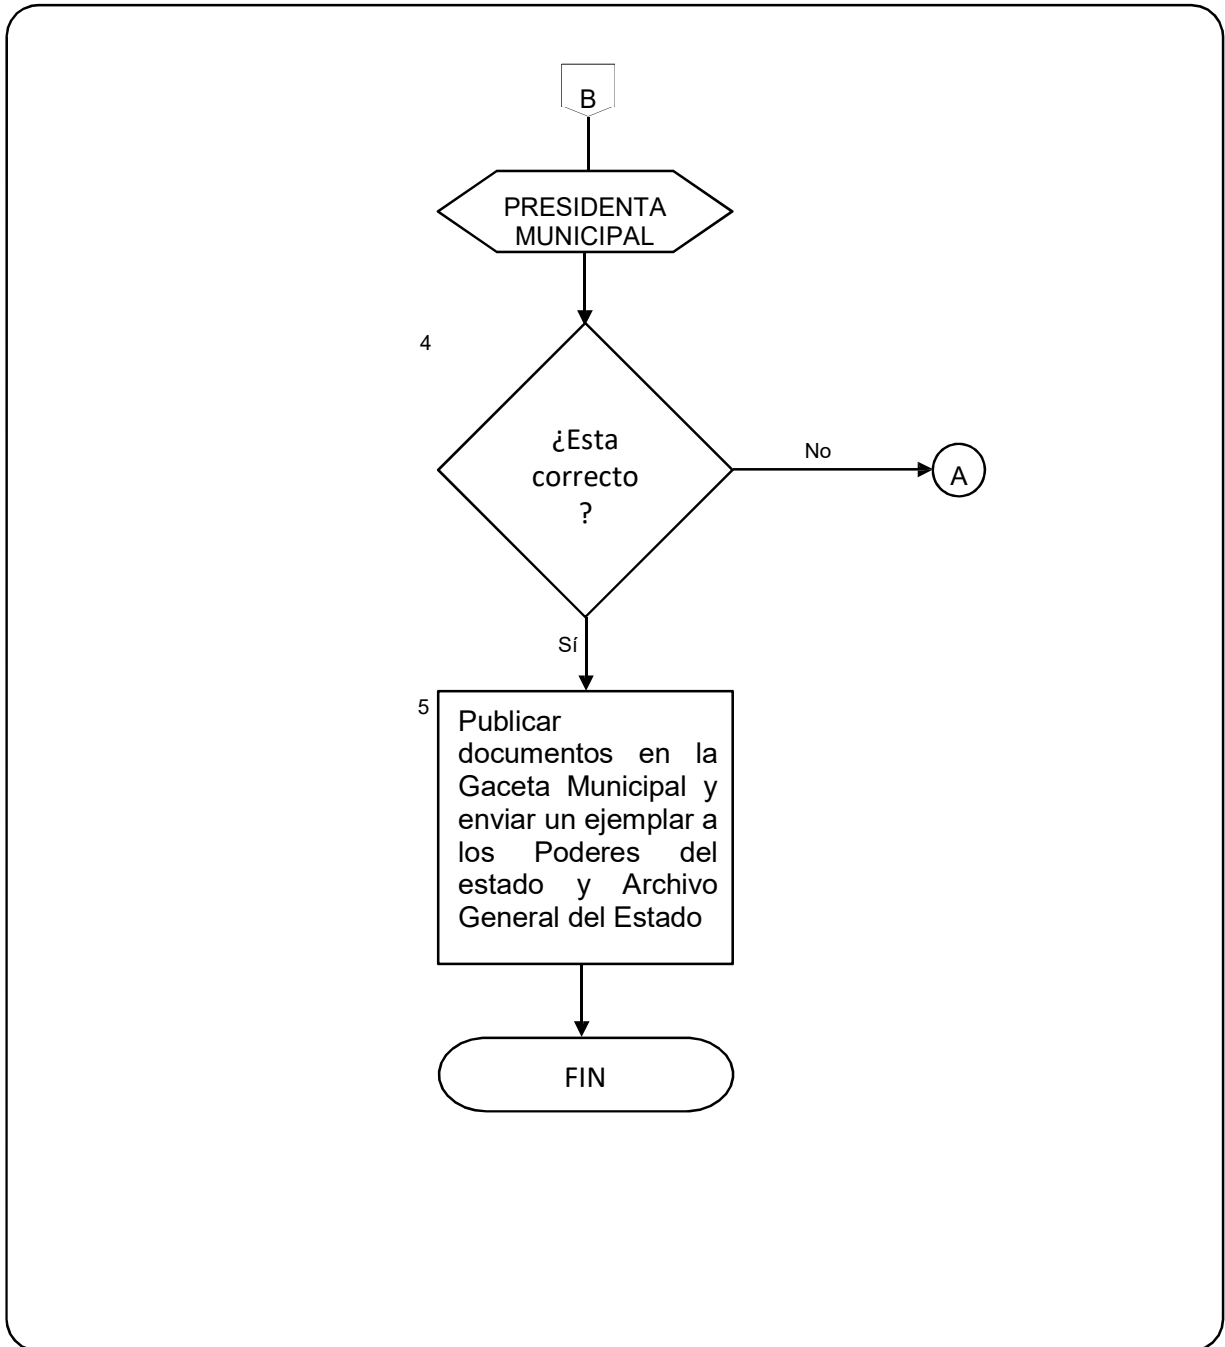 B
PRESIDENTA
MUNICIPAL
4
¿Esta
correcto
?
No
A
Sí
5
Publicar
documentos en la
Gaceta Municipal y
enviar un ejemplar a
los Poderes del
estado y Archivo
General del Estado
FIN